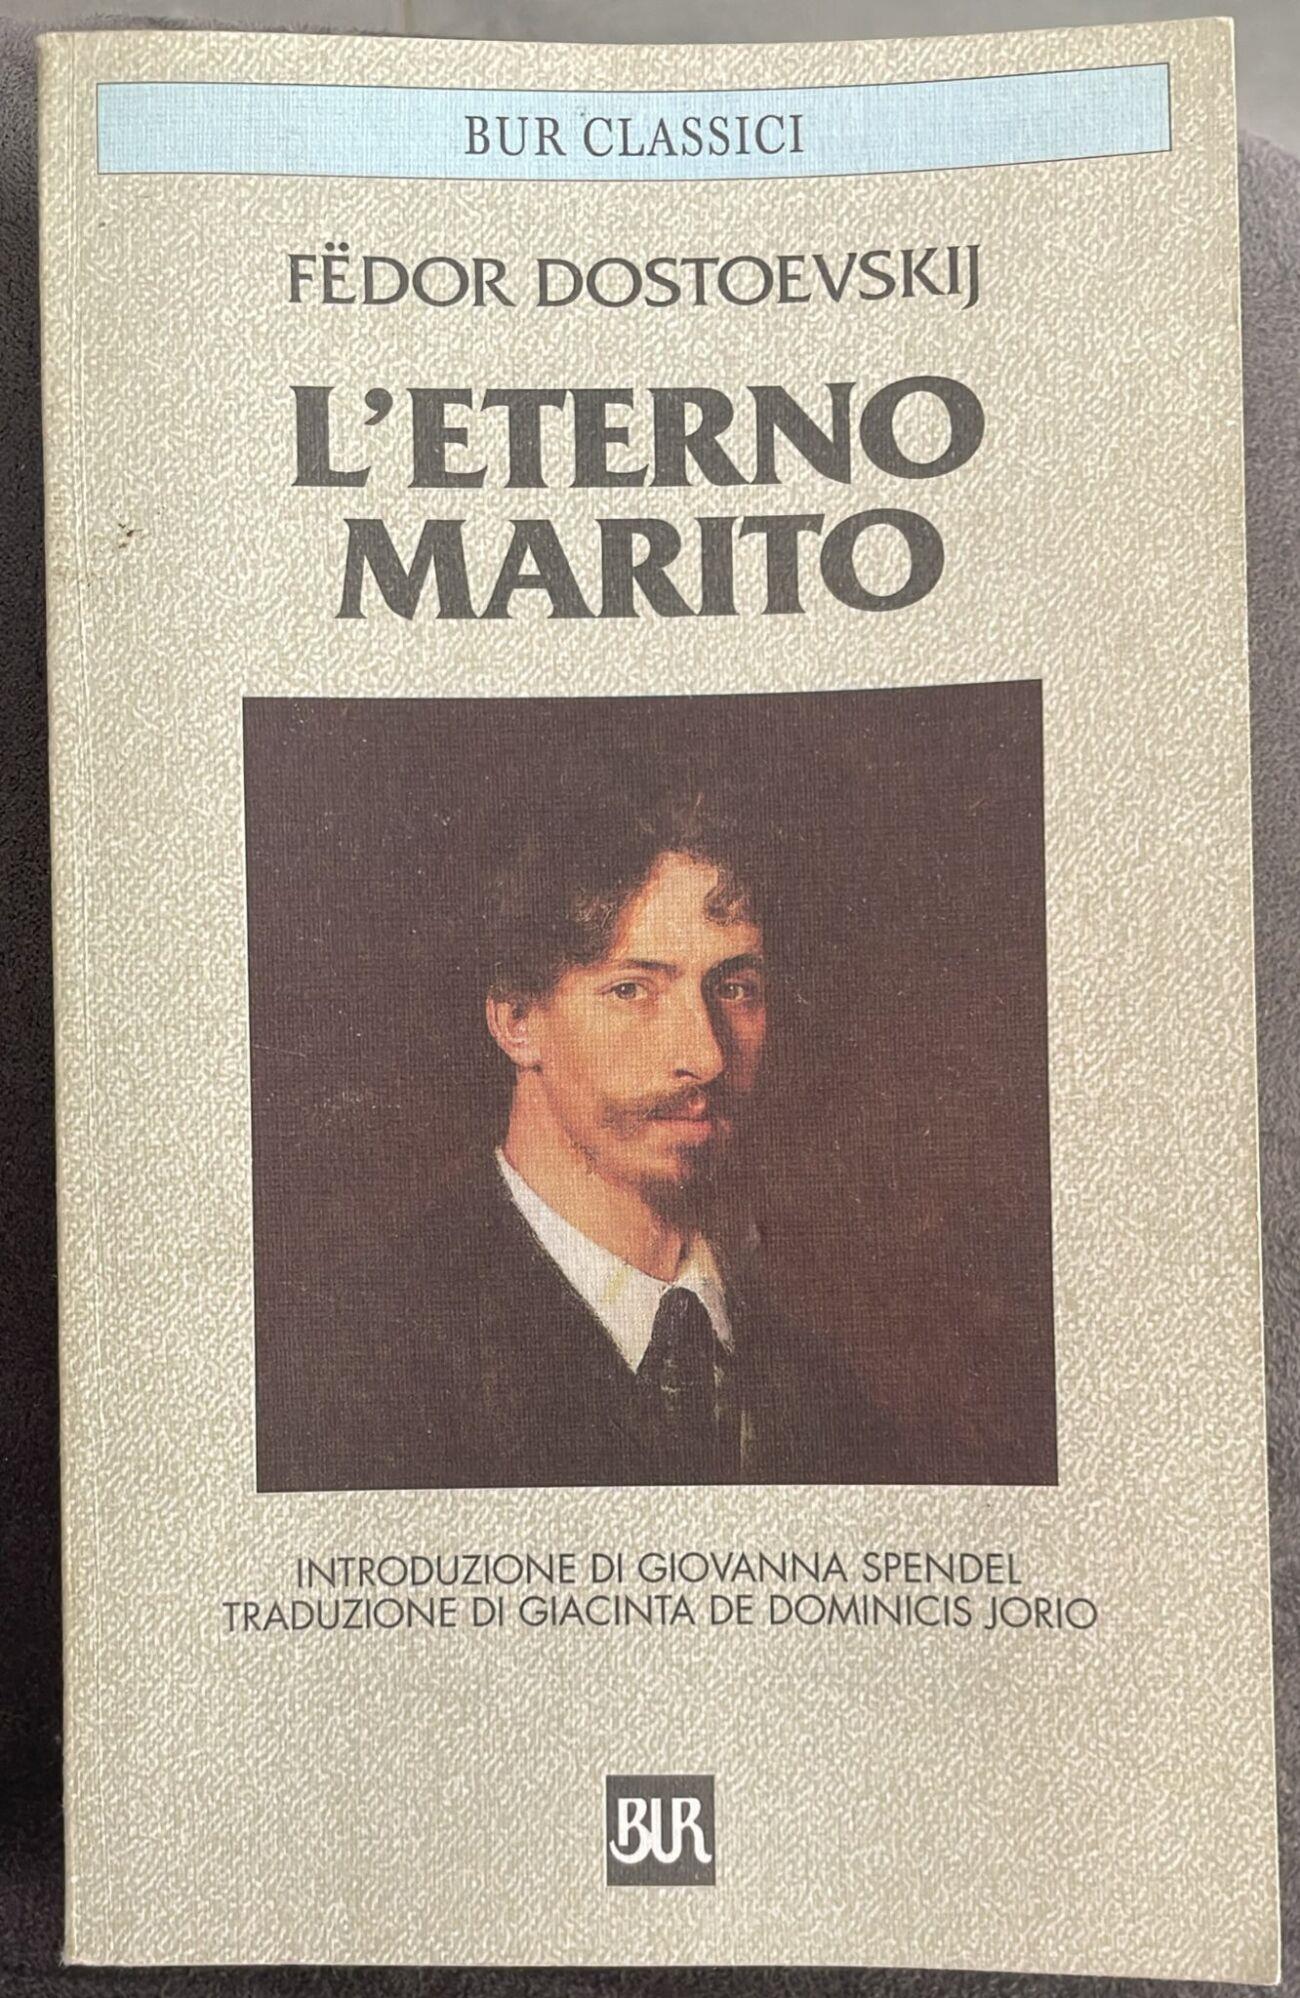 BUR CLASSICI
FËDOR DOSTOEVSKIJ
L'ETERNO
MARITO
INTRODUZIONE DI GIOVANNA SPENDEL
TRADUZIONE DI GIACINTA DE DOMINICIS JORIO
BUR